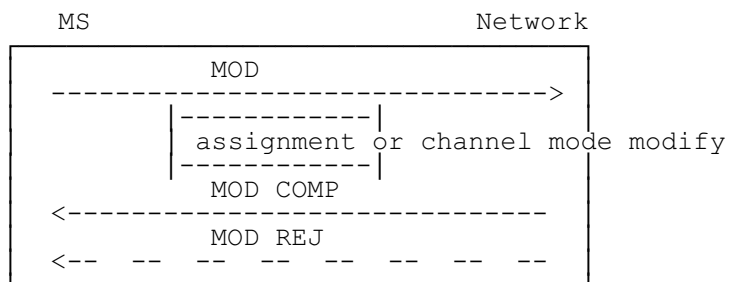 MS Network
MOD
assignment or channel mode modify
MOD COMP
MOD REJ